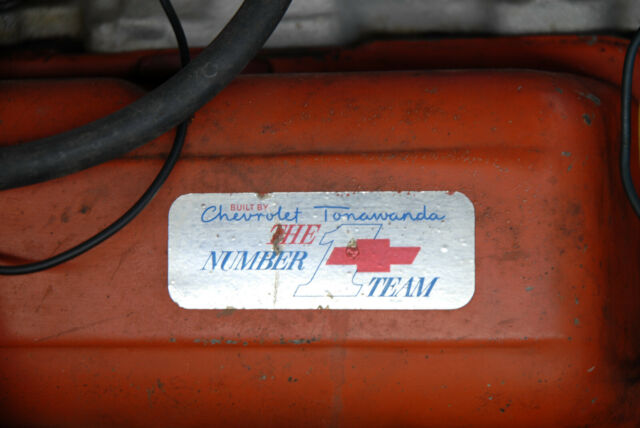 BUILT BY
Chevrolet Tonawanda
THE
NUMBER 1
TEAM